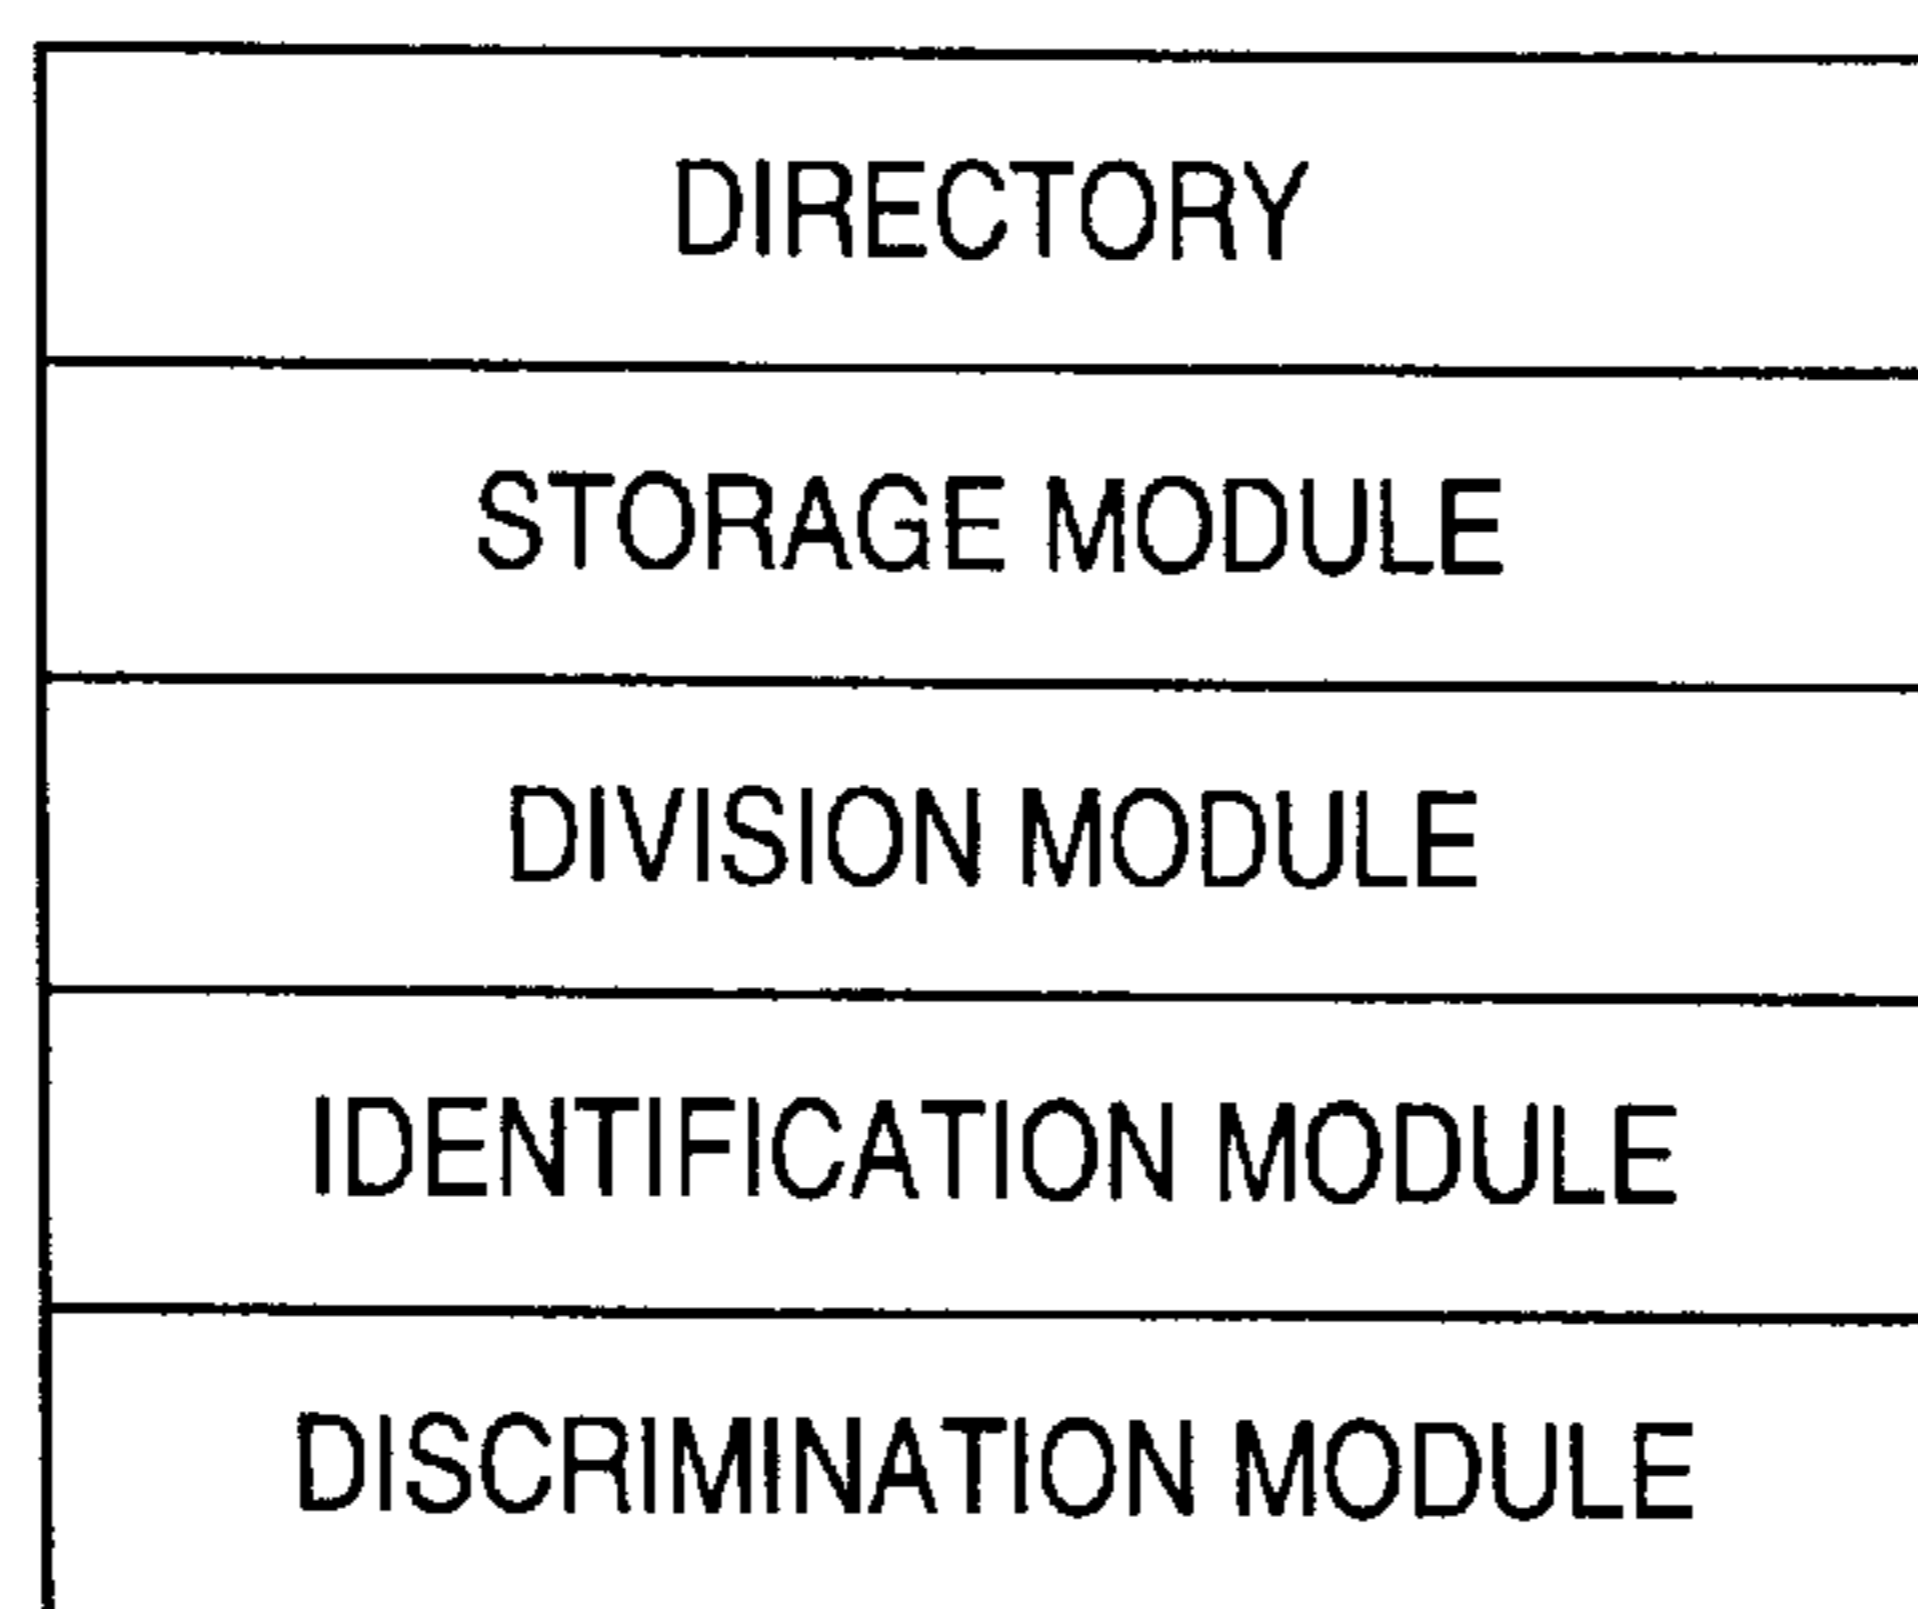 DIRECTORY
STORAGE MODULE
DIVISION MODULE
IDENTIFICATION MODULE
DISCRIMINATION MODULE